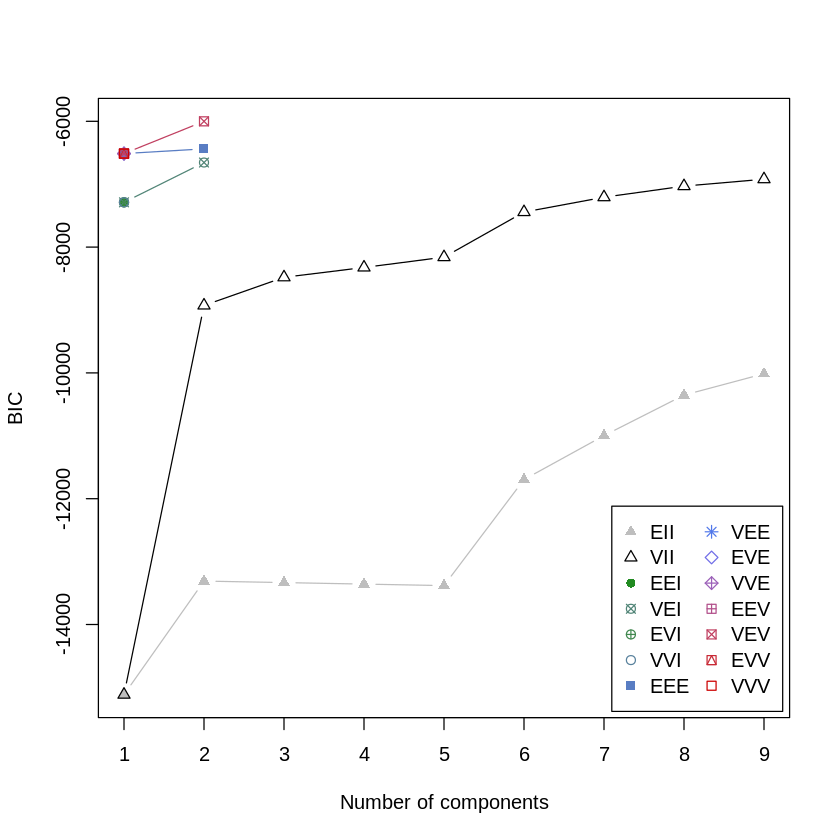 -6000
-8000
-10000
-12000
-14000
BIC
1 2 3 4 5 6 7 8 9
Number of components
EII VEE
VII EVE
EEI VVE
VEI EEV
EVI VEV
VVI EVV
EEE VVV